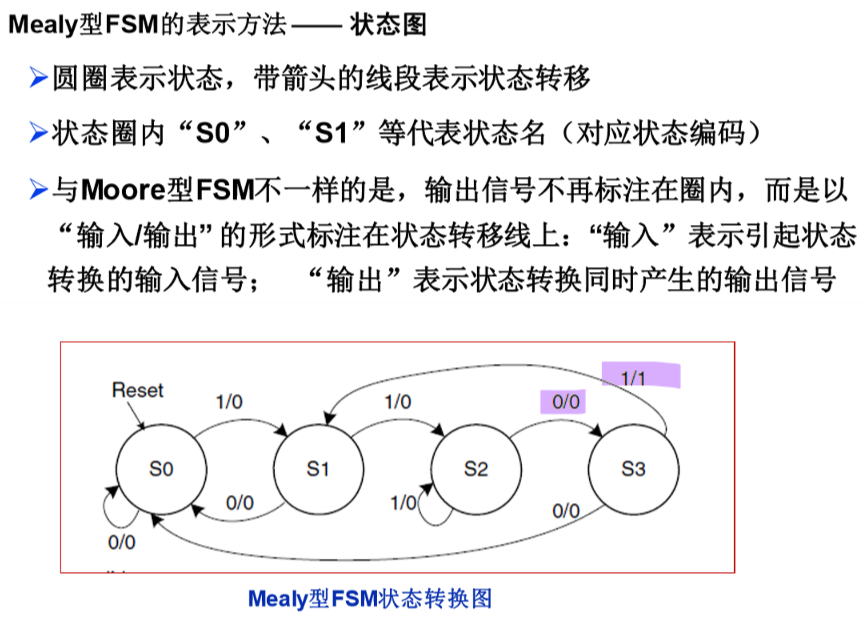 Mealy型FSM的表示方法—— 状态图
➢圆圈表示状态，带箭头的线段表示状态转移
➢状态圈内“S0”、“S1”等代表状态名（对应状态编码）
➢与Moore型FSM不一样的是，输出信号不再标注在圈内，而是以
“输入/输出” 的形式标注在状态转移线上：“输入”表示引起状态
转换的输入信号； “输出”表示状态转换同时产生的输出信号
1/1
Reset
1/0
1/0
0/0
S0
S1
S2
S3
0/0
1/0
0/0
0/0
Mealy型FSM状态转换图